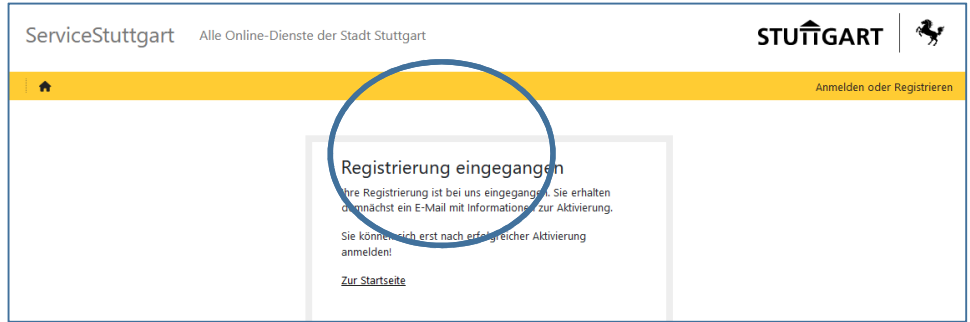 ServiceStuttgart Alle Online-Dienste der Stadt Stuttgart
STUTTGART
Anmelden oder Registrieren
Registrierung eingegangen
Ihre Registrierung ist bei uns eingegangen. Sie erhalten
demnächst ein E-Mail mit Informationen zur Aktivierung.
Sie können sich erst nach erfolgreicher Aktivierung
anmelden!
Zur Startseite